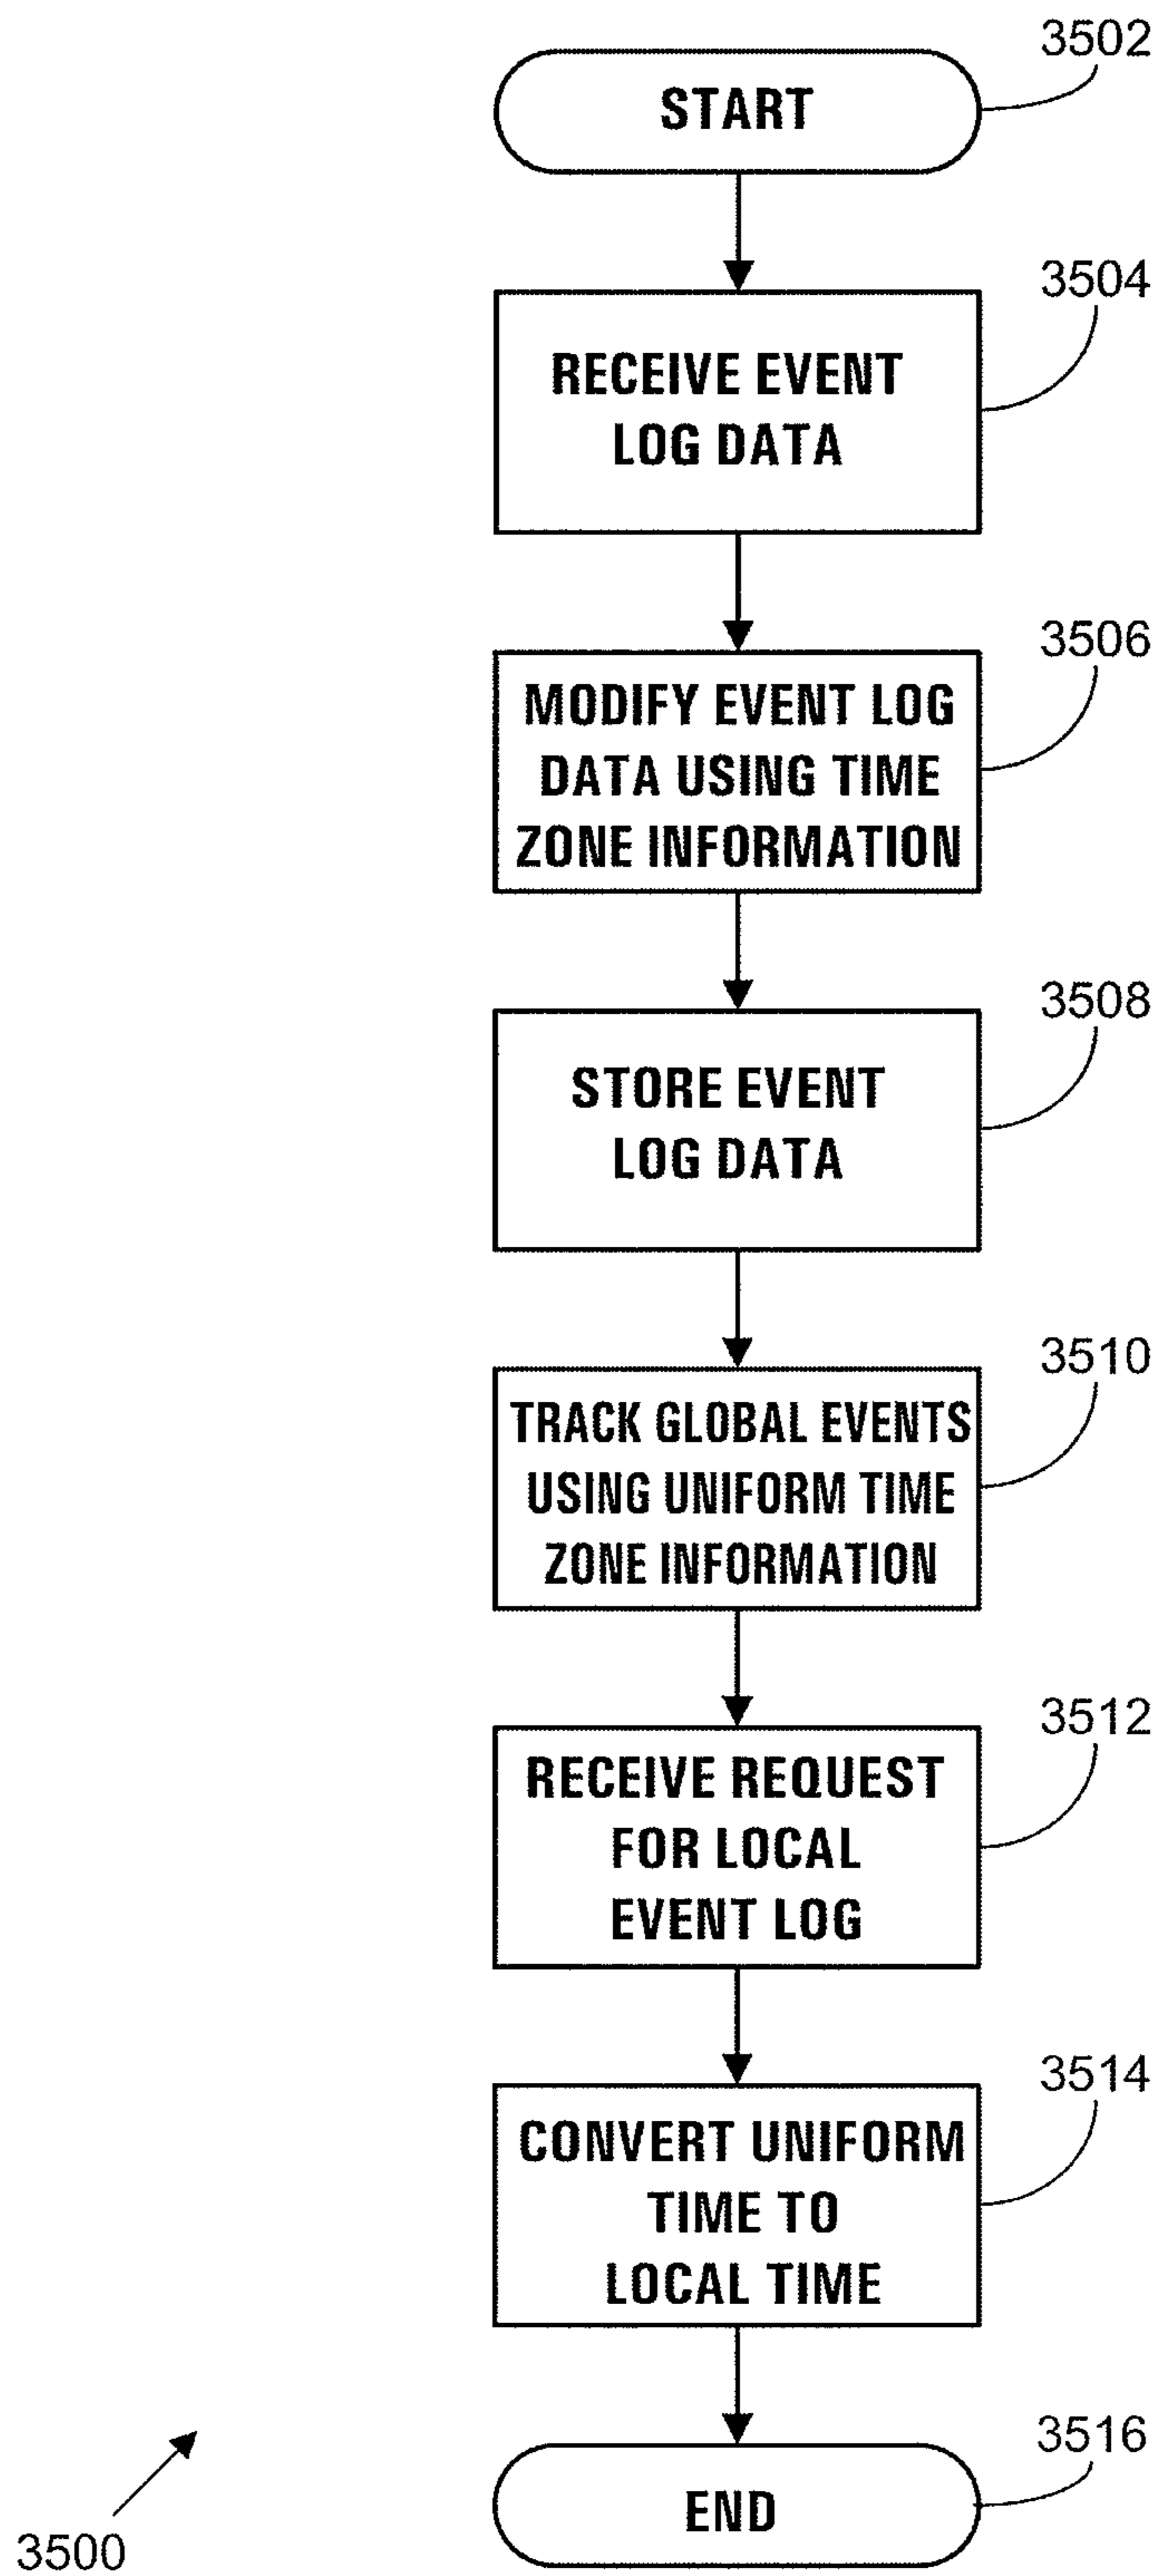 3502
START
3504
RECEIVE EVENT
LOG DATA
3506
MODIFY EVENT LOG
DATA USING TIME
ZONE INFORMATION
3508
STORE EVENT
LOG DATA
3510
TRACK GLOBAL EVENTS
USING UNIFORM TIME
ZONE INFORMATION
3512
RECEIVE REQUEST
FOR LOCAL
EVENT LOG
3514
CONVERT UNIFORM
TIME TO
LOCAL TIME
3516
END
3500